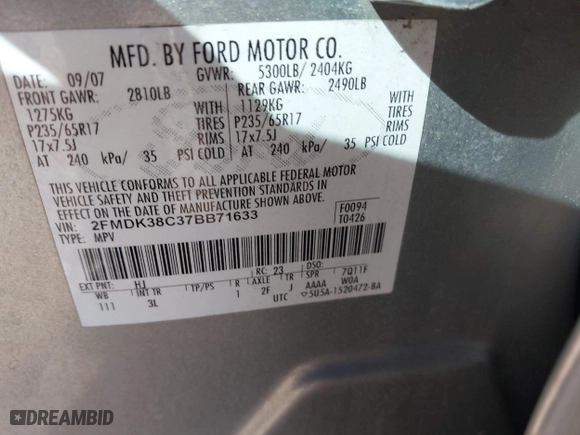 MFD. BY FORD MOTOR CO.
DATE: 09/07 GVWR: 5300LB/ 2404KG
FRONT GAWR: 2810LB REAR GAWR: 2490LB
1275KG WITH 1129KG WITH
P235/65R17 TIRES P235/65R17 TIRES
17x7.5J RIMS 17x7.5J RIMS
AT 240 kPa/ 35 PSI COLD AT 240 kPa/ 35 PSI COLD
THIS VEHICLE CONFORMS TO ALL APPLICABLE FEDERAL MOTOR
VEHICLE SAFETY AND THEFT PREVENTION STANDARDS IN
EFFECT ON THE DATE OF MANUFACTURE SHOWN ABOVE.
VIN: 2FMDK38C37BB71633 F0094
TYPE: MPV T0426
EXT PNT: HJ RC: 23 DSO:
WB INT TR TP/PS R AXLE TR SPR 7Q11F
111 3L 1 2F J AAAA W0A
UTC 5U5A-1520472-BA
DREAMBID